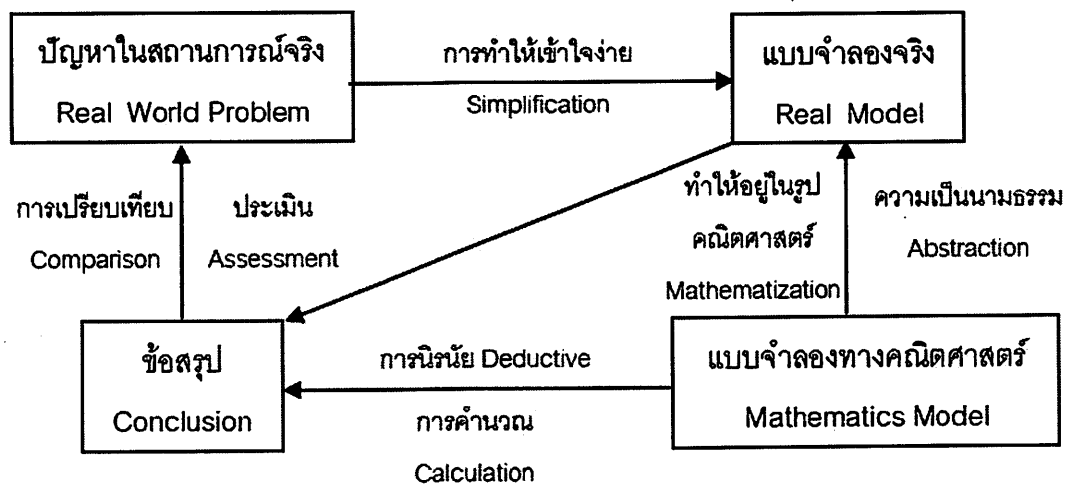 ปัญหาในสถานการณ์จริง
Real World Problem
การทำให้เข้าใจง่าย
Simplification
แบบจำลองจริง
Real Model
การเปรียบเทียบ
Comparison
ประเมิน
Assessment
ทำให้อยู่ในรูป
คณิตศาสตร์
Mathematization
ความเป็นนามธรรม
Abstraction
ข้อสรุป
Conclusion
การนิรนัย Deductive
การคำนวณ
Calculation
แบบจำลองทางคณิตศาสตร์
Mathematics Model